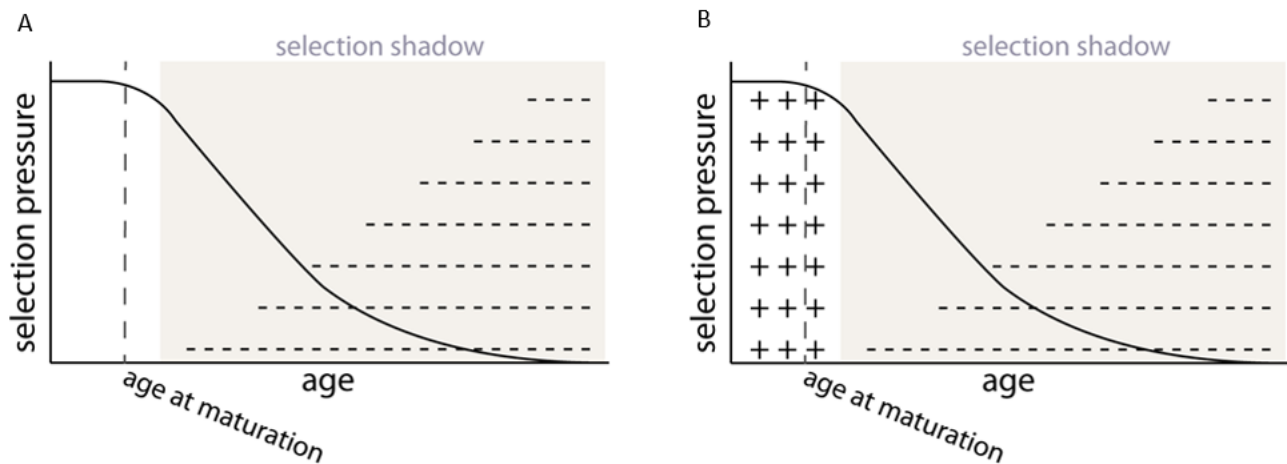 A
selection shadow
selection pressure
age
age at maturation
B
selection shadow
selection pressure
age
age at maturation